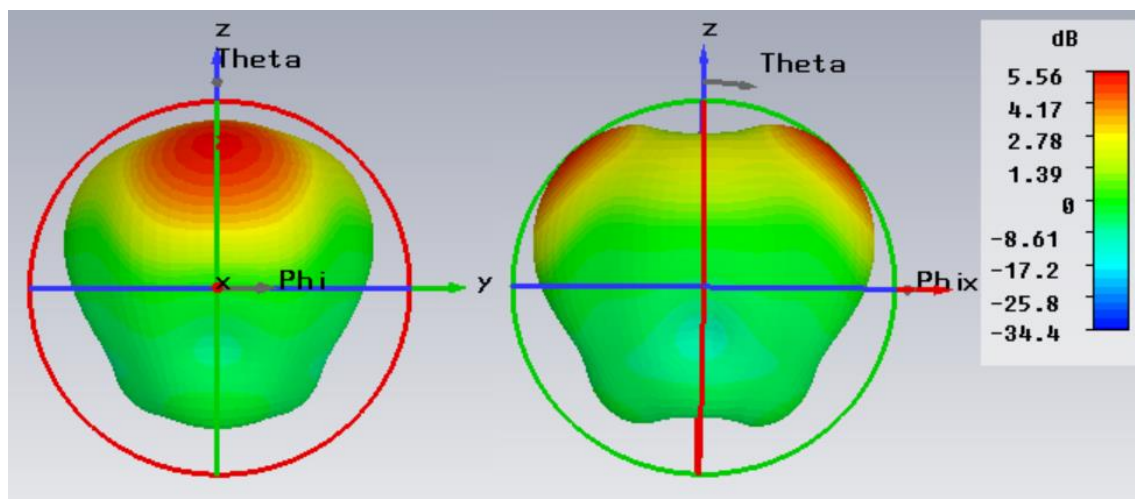 z
Theta
x
Phi
y
z
Theta
Phi x
dB
5.56
4.17
2.78
1.39
0
-8.61
-17.2
-25.8
-34.4